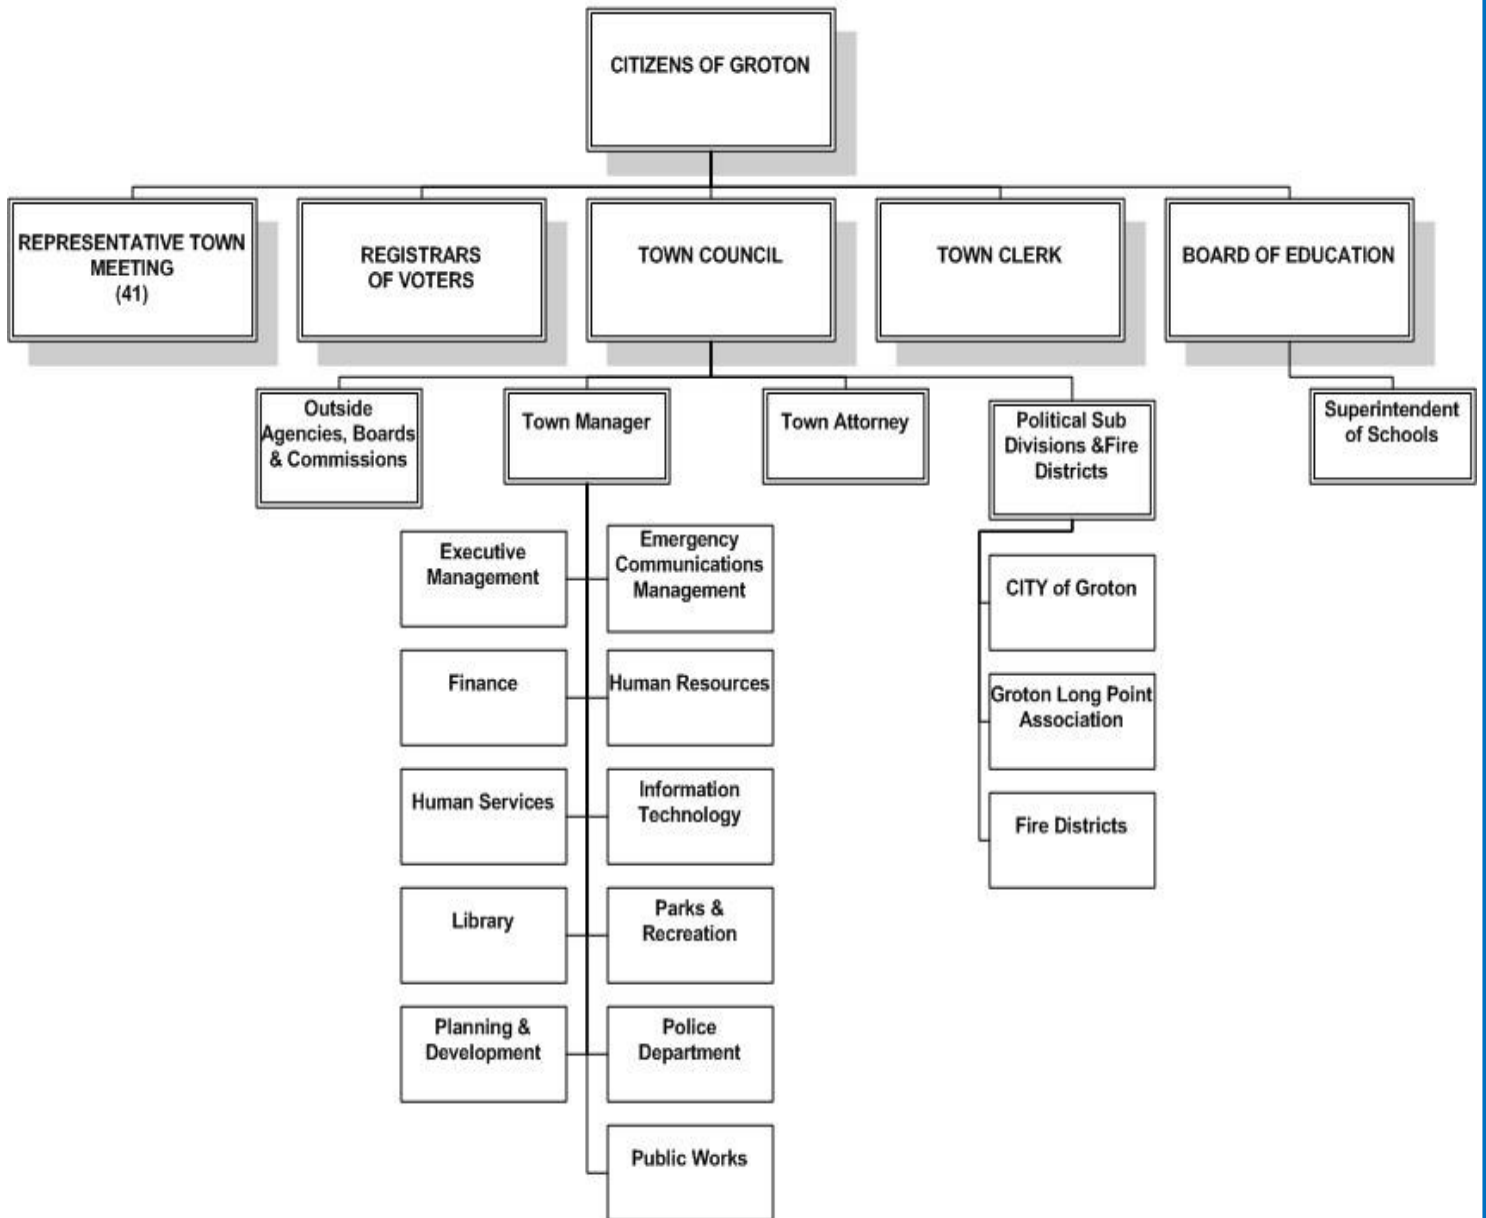 CITIZENS OF GROTON
REPRESENTATIVE TOWN
MEETING
(41)
REGISTRARS
OF VOTERS
TOWN COUNCIL
TOWN CLERK
BOARD OF EDUCATION
Outside
Agencies, Boards
& Commissions
Town Manager
Town Attorney
Political Sub
Divisions &Fire
Districts
Superintendent
of Schools
Executive
Management
Emergency
Communications
Management
CITY of Groton
Finance
Human Resources
Groton Long Point
Association
Human Services
Information
Technology
Fire Districts
Library
Parks &
Recreation
Planning &
Development
Police
Department
Public Works